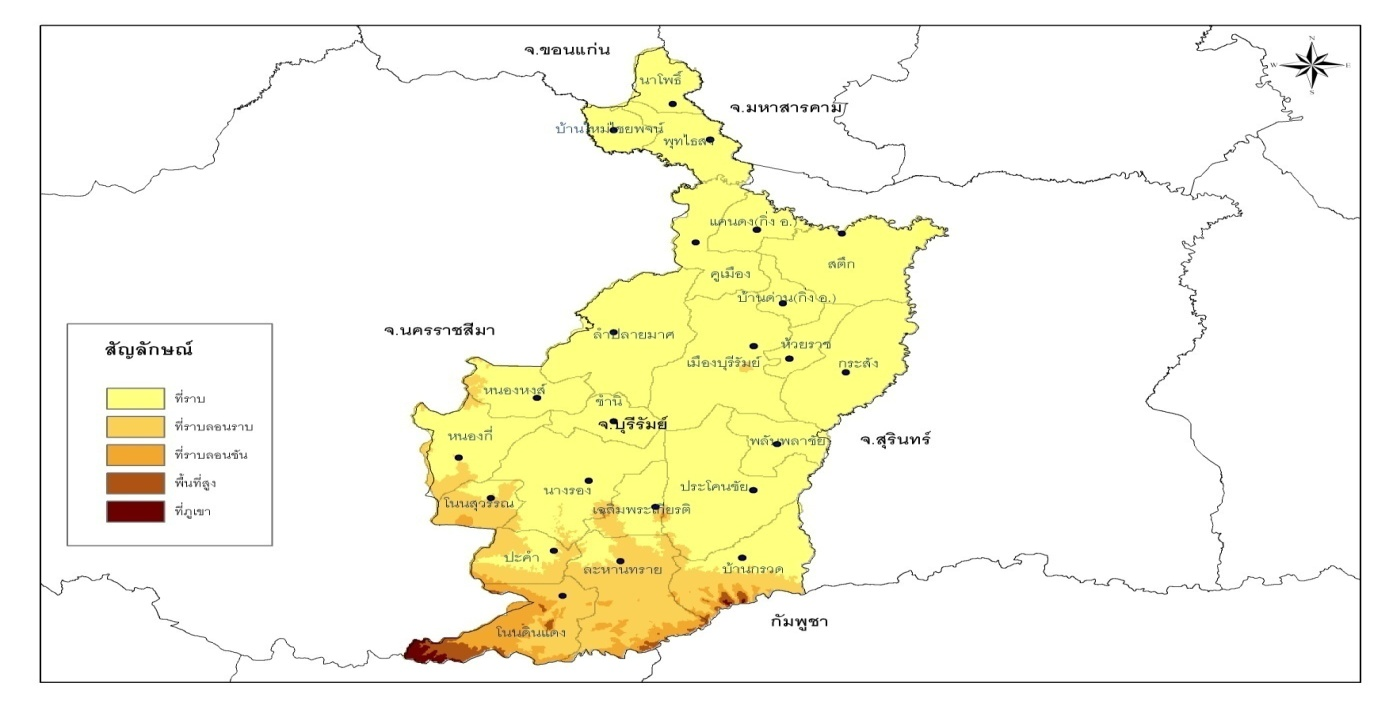 จ.ขอนแก่น
นาโพธิ์
N
W E
S
จ.มหาสารคาม
บ้านใหม่ไชยพจน์
พุทไธสง
แคนดง(กิ่ง อ.)
สตึก
คูเมือง
บ้านด่าน(กิ่ง อ.)
จ.นครราชสีมา
ลำปลายมาศ
ห้วยราช
เมืองบุรีรัมย์
กระสัง
สัญลักษณ์
หนองหงส์
ชำนิ
ที่ราบ
จ.บุรีรัมย์
ที่ราบลอนราบ
หนองกี่
พลับพลาชัย
จ.สุรินทร์
ที่ราบลอนชัน
พื้นที่สูง
นางรอง
ประโคนชัย
โนนสุวรรณ
เฉลิมพระเกียรติ
ที่ภูเขา
ปะคำ
ละหานทราย
บ้านกรวด
กัมพูชา
โนนดินแดง